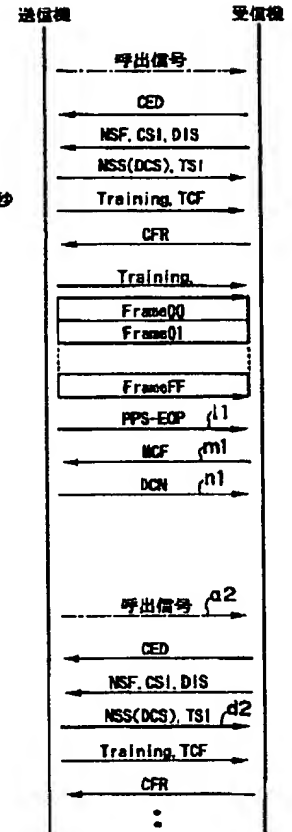 送信機 受信機
呼出信号
CED
NSF, CSI, DIS
NSS(DCS), TSI
秒 Training, TCF
CFR
Training,
Frame00
Frame01
FrameFF
PPS-EOP l1
MCF m1
DCN n1
呼出信号 a2
CED
NSF, CSI, DIS
NSS(DCS), TSI d2
Training, TCF
CFR